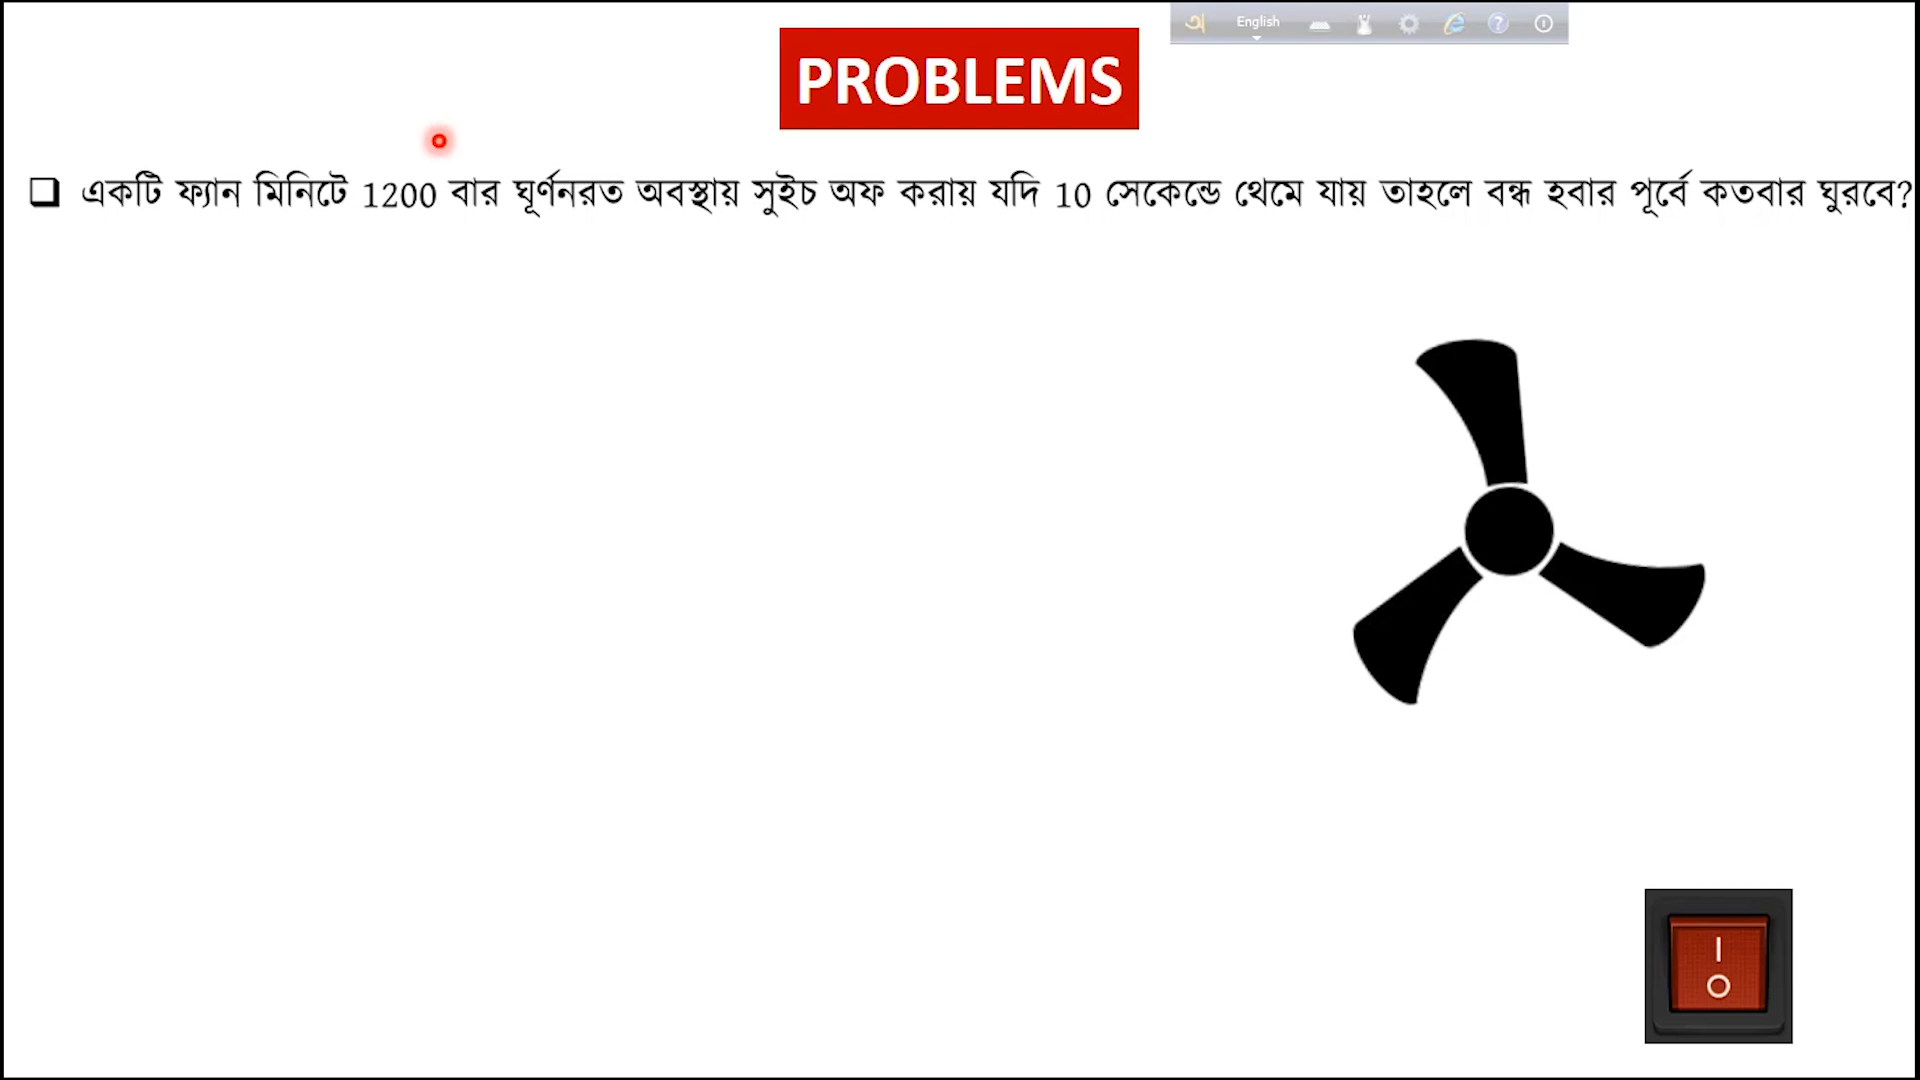 English
PROBLEMS
❑ একটি ফ্যান মিনিটে 1200 বার ঘূর্ণনরত অবস্থায় সুইচ অফ করায় যদি 10 সেকেন্ডে থেমে যায় তাহলে বন্ধ হবার পূর্বে কতবার ঘুরবে?